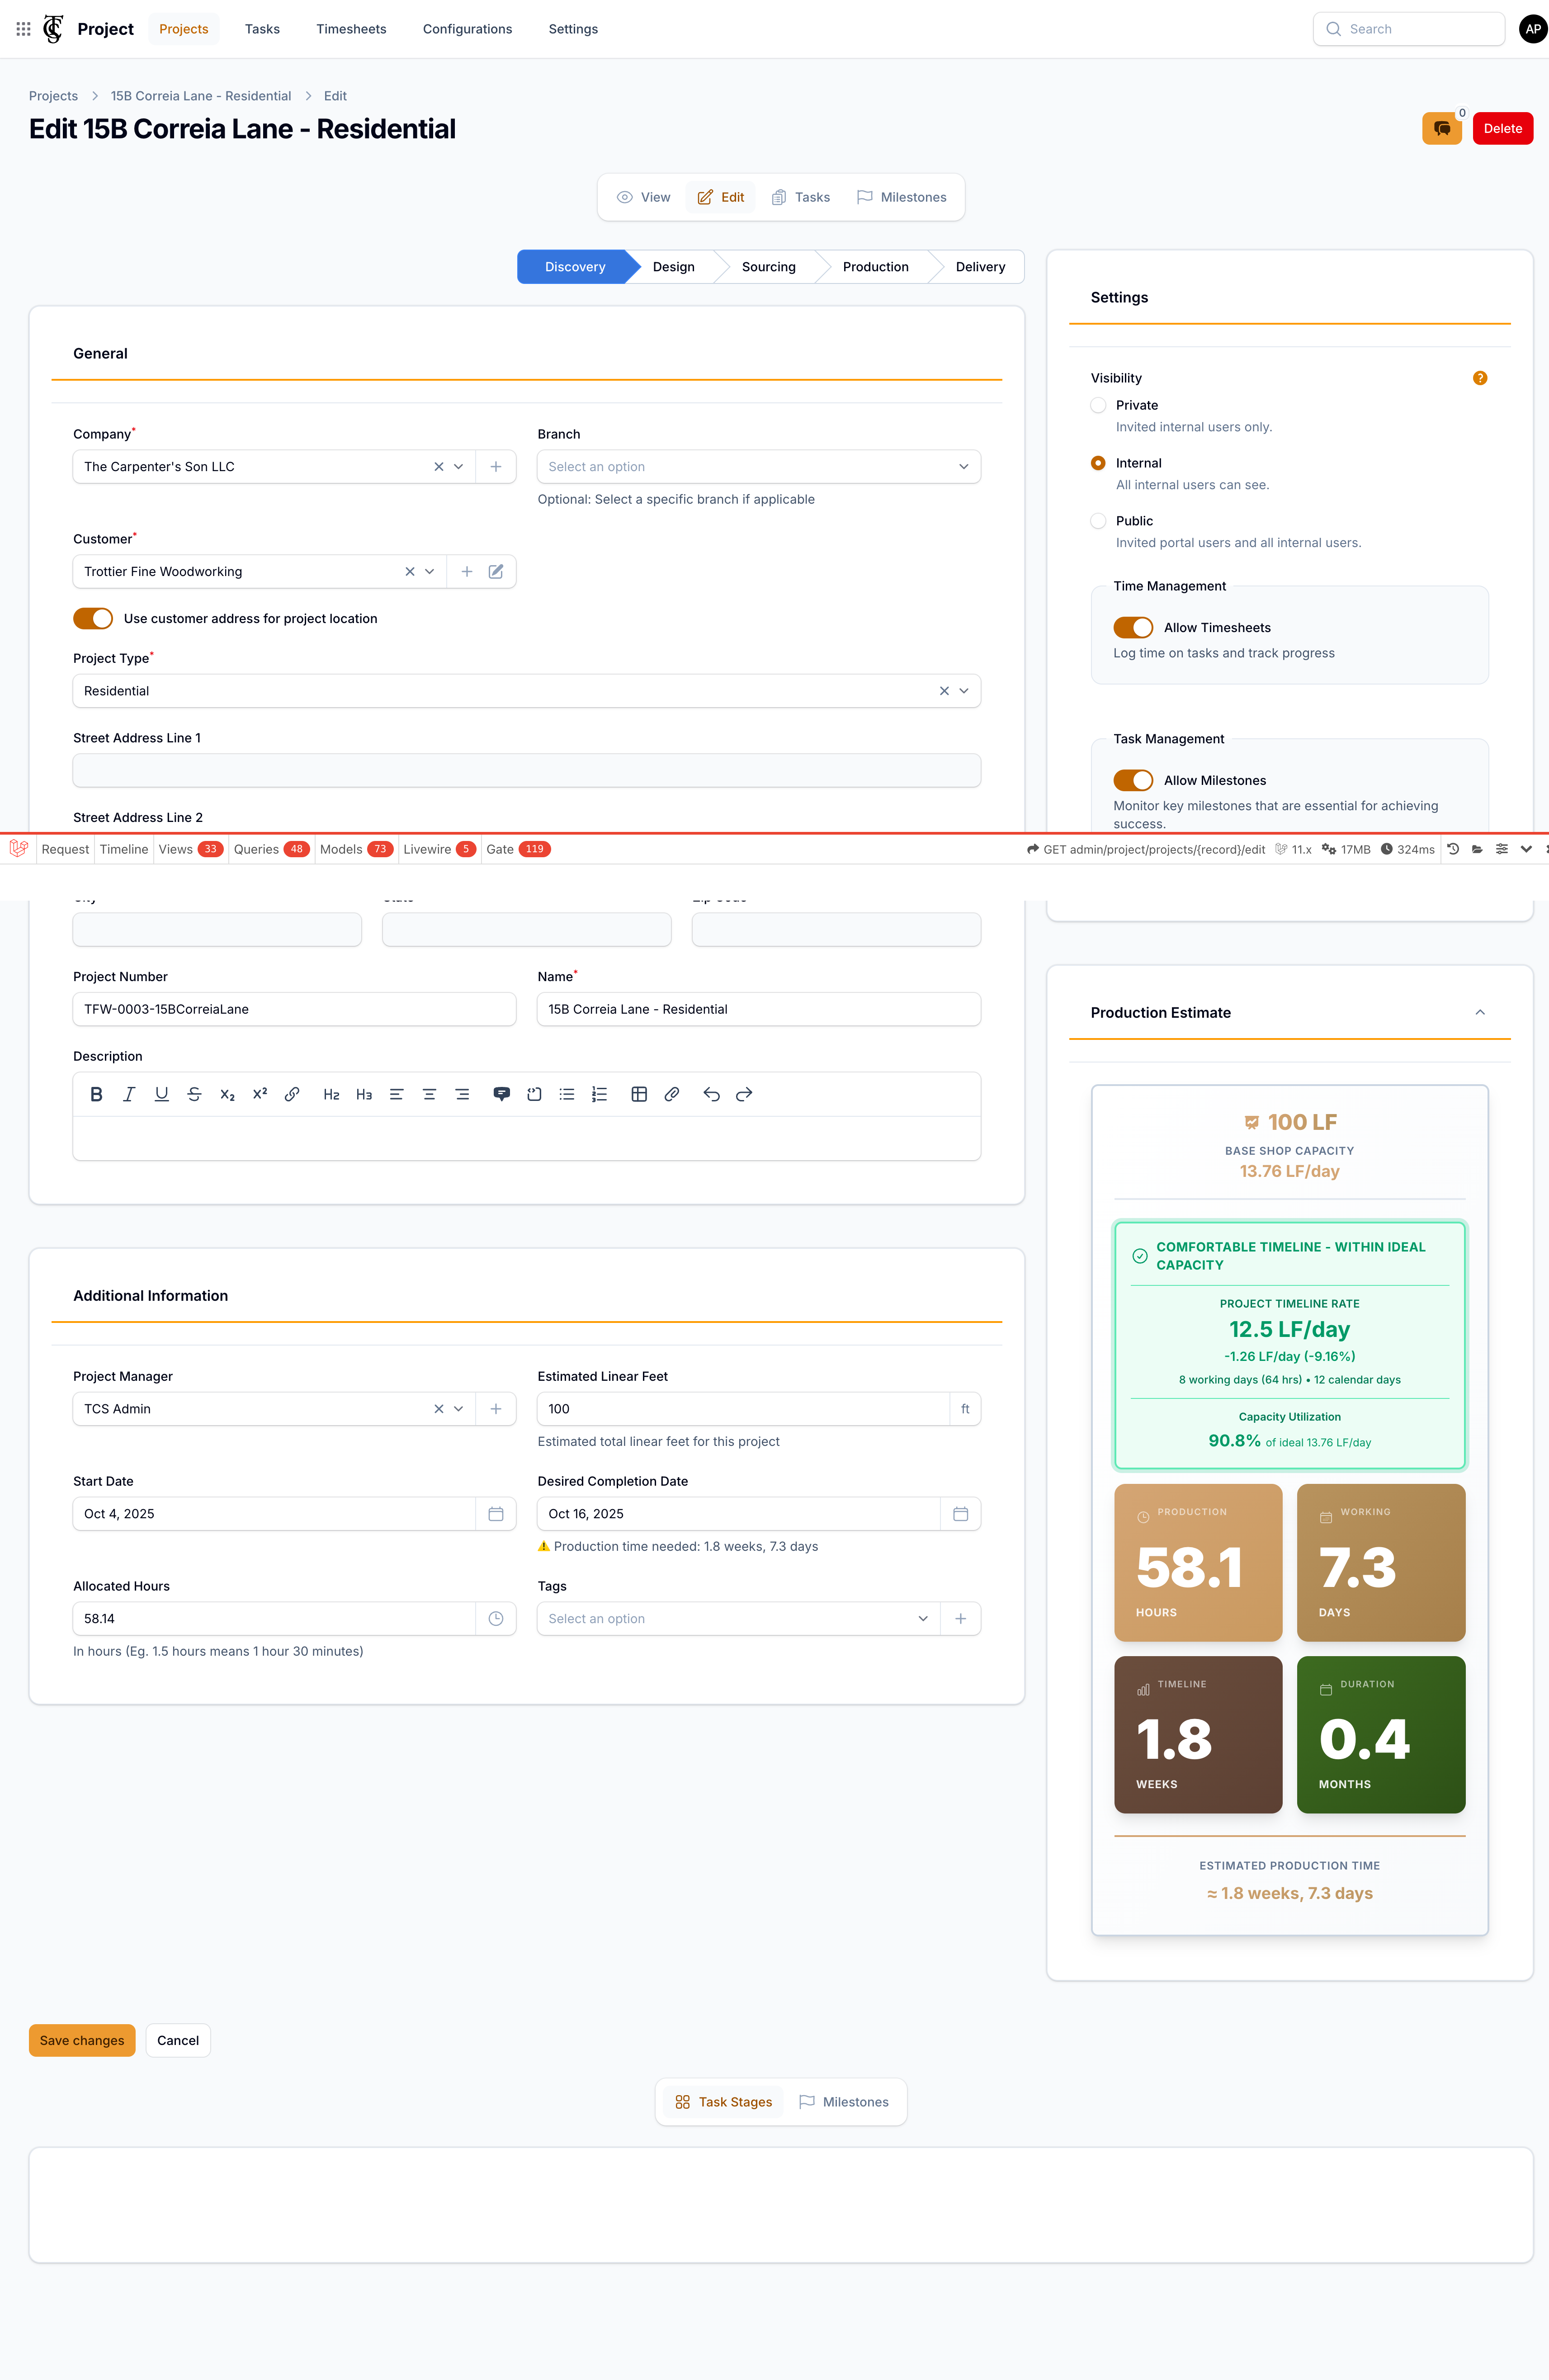 Project
Projects
Tasks
Timesheets
Configurations
Settings
Search
AP
Projects
15B Correia Lane - Residential
Edit
Edit 15B Correia Lane - Residential
0
Delete
View
Edit
Tasks
Milestones
Discovery
Design
Sourcing
Production
Delivery
General
Company*
The Carpenter's Son LLC
Branch
Select an option
Optional: Select a specific branch if applicable
Customer*
Trottier Fine Woodworking
Use customer address for project location
Project Type*
Residential
Street Address Line 1
Street Address Line 2
Settings
Visibility
?
Private
Invited internal users only.
Internal
All internal users can see.
Public
Invited portal users and all internal users.
Time Management
Allow Timesheets
Log time on tasks and track progress
Task Management
Allow Milestones
Monitor key milestones that are essential for achieving
success.
Request
Timeline
Views 33
Queries 48
Models 73
Livewire 5
Gate 119
GET admin/project/projects/{record}/edit
11.x
17MB
324ms
Project Number
TFW-0003-15BCorreiaLane
Name*
15B Correia Lane - Residential
Description
H2
H3
Additional Information
Project Manager
TCS Admin
Estimated Linear Feet
100
ft
Estimated total linear feet for this project
Start Date
Oct 4, 2025
Desired Completion Date
Oct 16, 2025
⚠️ Production time needed: 1.8 weeks, 7.3 days
Allocated Hours
58.14
In hours (Eg. 1.5 hours means 1 hour 30 minutes)
Tags
Select an option
Production Estimate
100 LF
BASE SHOP CAPACITY
13.76 LF/day
COMFORTABLE TIMELINE - WITHIN IDEAL
CAPACITY
PROJECT TIMELINE RATE
12.5 LF/day
-1.26 LF/day (-9.16%)
8 working days (64 hrs) • 12 calendar days
Capacity Utilization
90.8% of ideal 13.76 LF/day
PRODUCTION
58.1
HOURS
WORKING
7.3
DAYS
TIMELINE
1.8
WEEKS
DURATION
0.4
MONTHS
ESTIMATED PRODUCTION TIME
≈ 1.8 weeks, 7.3 days
Save changes
Cancel
Task Stages
Milestones